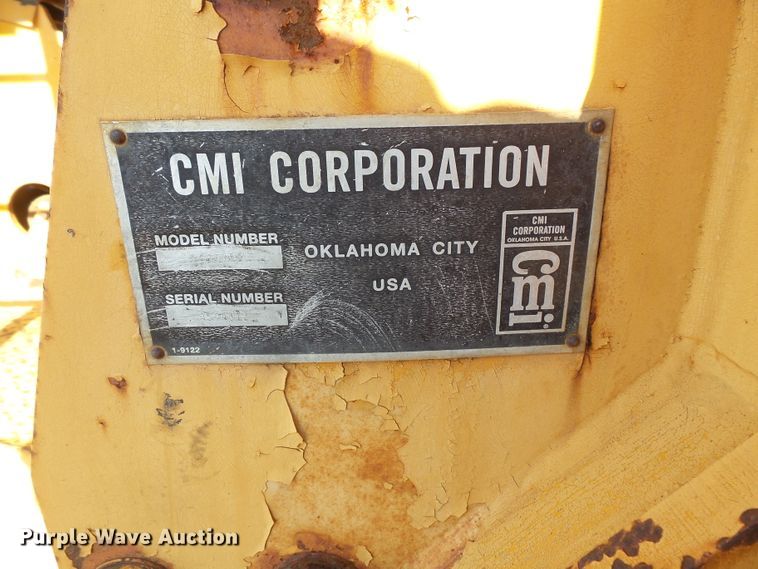 CMI CORPORATION
MODEL NUMBER
OKLAHOMA CITY
USA
SERIAL NUMBER
1-9122
CMI
CORPORATION
OKLAHOMA CITY U.S.A.
cmi
Purple Wave Auction